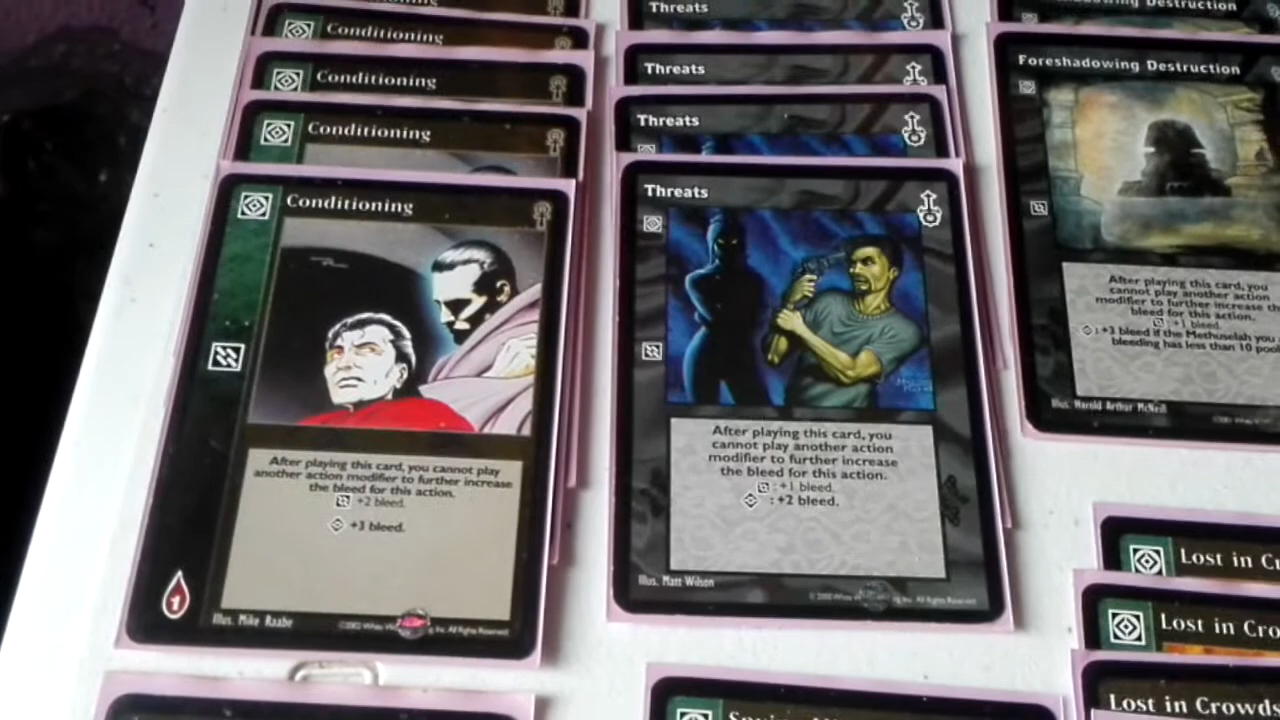 Conditioning
Conditioning
Conditioning
Conditioning
After playing this card, you cannot play
another action modifier to further increase
the bleed for this action.
+2 bleed.
+3 bleed.
1
Illus. Mike Raabe
Threats
Threats
Threats
Threats
After playing this card, you
cannot play another action
modifier to further increase
the bleed for this action.
: +1 bleed.
: +2 bleed.
Illus. Matt Wilson
Destruction
Foreshadowing Destruction
After playing this card, you
cannot play another action
modifier to further increase
bleed for this action.
: +1 bleed.
: +3 bleed if the Methuselah you
bleeding has less than 10 pool
Illus. Harold Arthur McNeill
Lost in
Lost in
Lost in Crowds